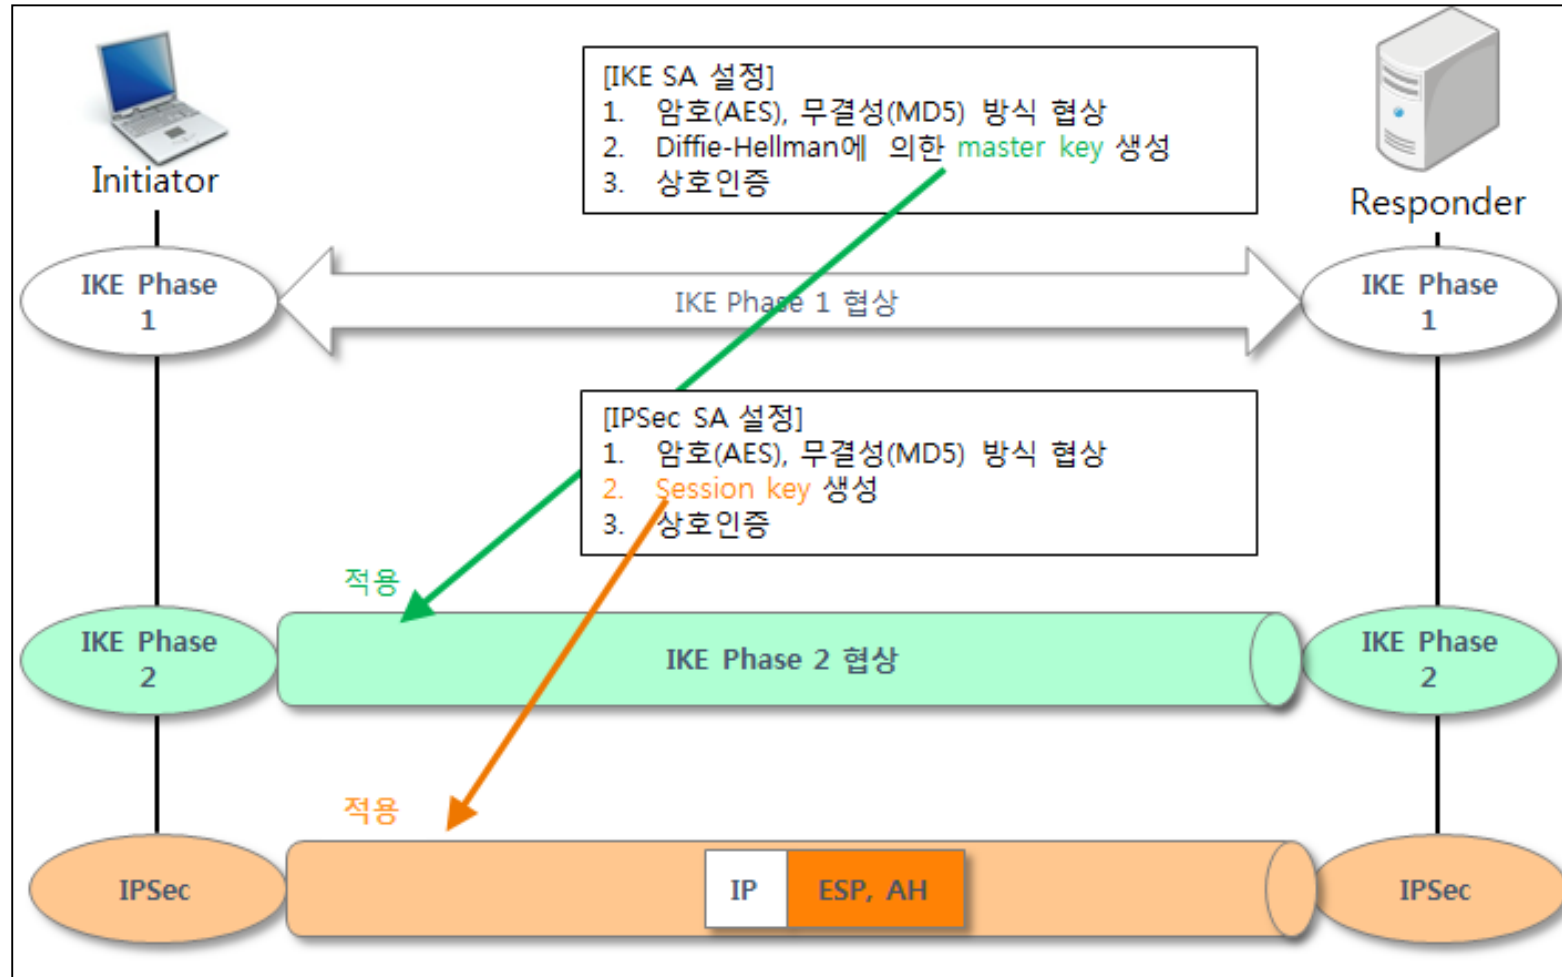 Initiator
[IKE SA 설정]
1. 암호(AES), 무결성(MD5) 방식 협상
2. Diffie-Hellman에 의한 master key 생성
3. 상호인증
Responder
IKE Phase
1
IKE Phase 1 협상
IKE Phase
1
[IPSec SA 설정]
1. 암호(AES), 무결성(MD5) 방식 협상
2. Session key 생성
3. 상호인증
적용
IKE Phase
2
IKE Phase 2 협상
IKE Phase
2
적용
IPSec
IP
ESP, AH
IPSec